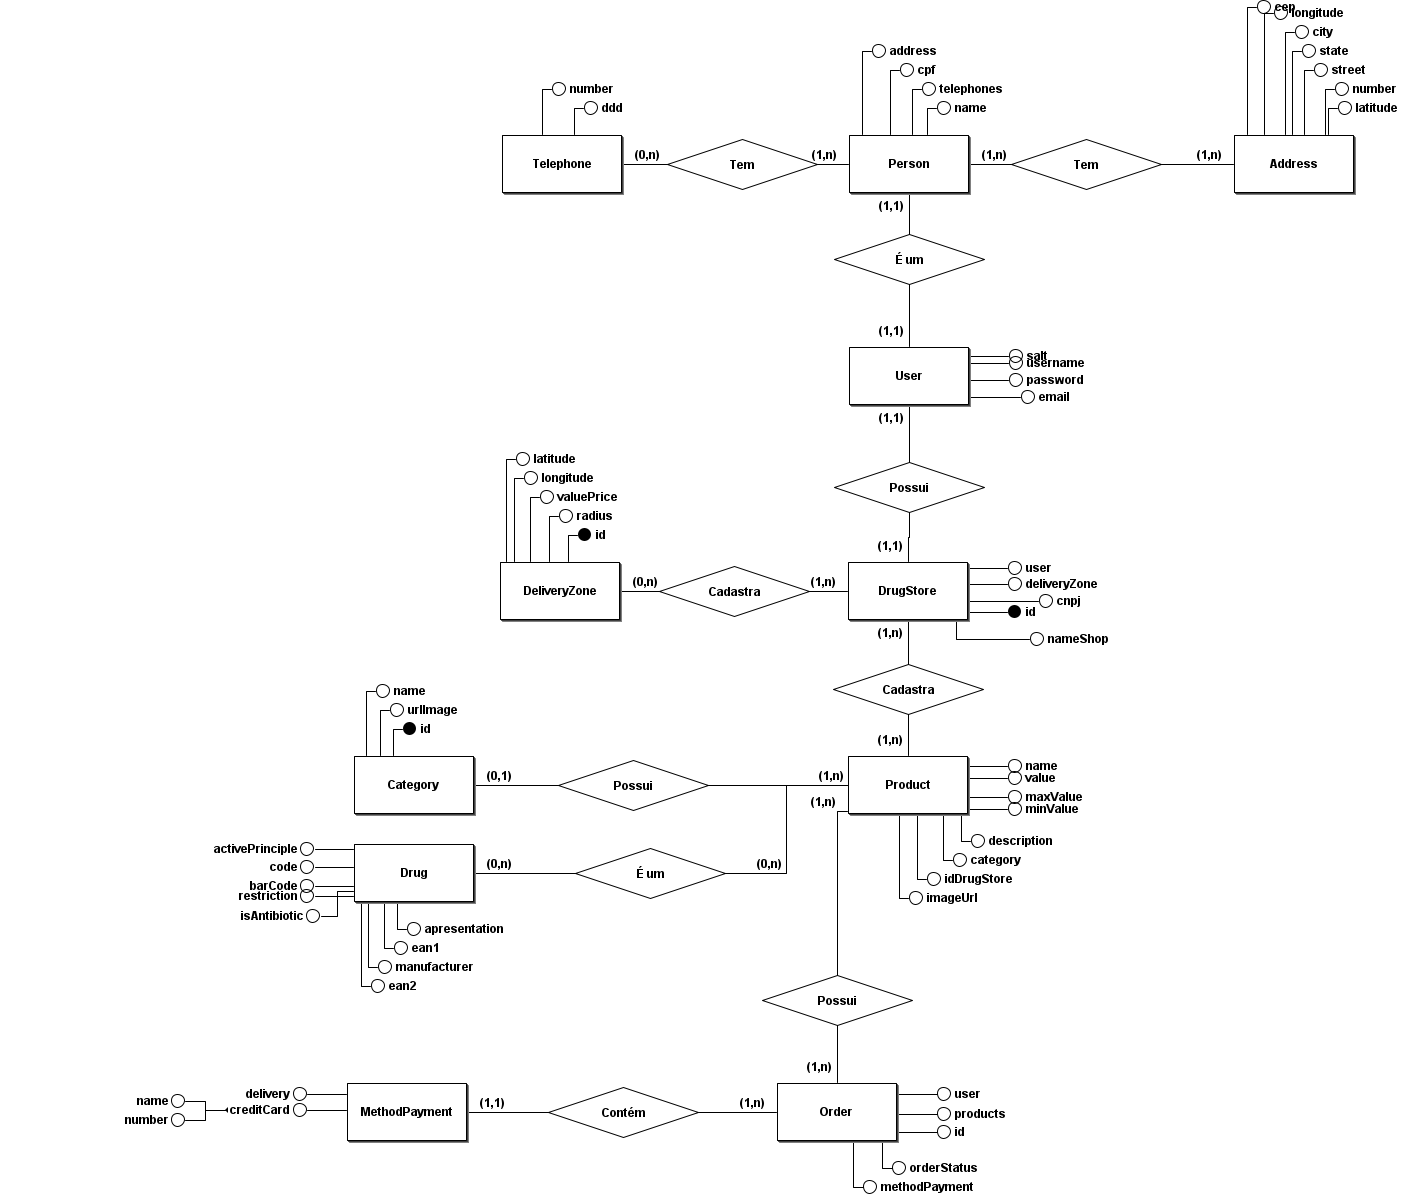 cep
longitude
city
state
street
number
latitude
address
cpf
telephones
name
number
ddd
Telephone
(0,n)
Tem
(1,n)
Person
(1,n)
Tem
(1,n)
Address
(1,1)
É um
(1,1)
User
salt
username
password
email
(1,1)
Possui
(1,1)
latitude
longitude
valuePrice
radius
id
DeliveryZone
(0,n)
Cadastra
(1,n)
DrugStore
user
deliveryZone
cnpj
id
nameShop
(1,n)
Cadastra
(1,n)
name
urlImage
id
Category
(0,1)
Possui
(1,n)
(1,n)
Product
name
value
maxValue
minValue
description
category
idDrugStore
imageUrl
activePrinciple
code
barCode
restriction
isAntibiotic
Drug
(0,n)
É um
(0,n)
apresentation
ean1
manufacturer
ean2
Possui
(1,n)
name
number
delivery
creditCard
MethodPayment
(1,1)
Contém
(1,n)
Order
user
products
id
orderStatus
methodPayment